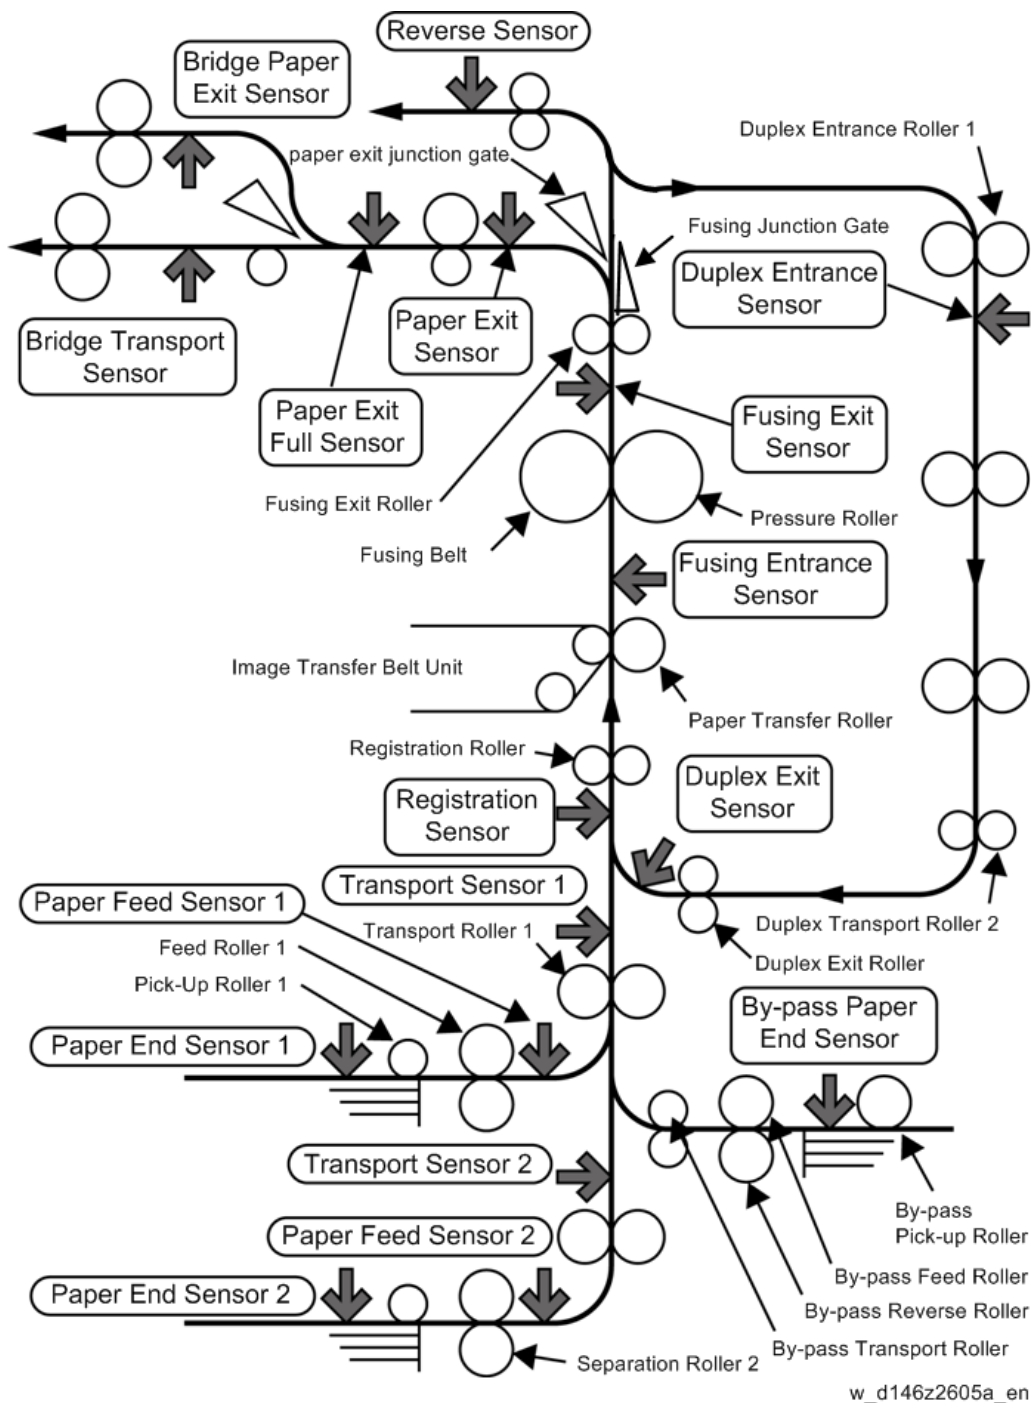 Reverse Sensor
Bridge Paper
Exit Sensor
Duplex Entrance Roller 1
paper exit junction gate
Fusing Junction Gate
Duplex Entrance
Sensor
Paper Exit
Sensor
Bridge Transport
Sensor
Paper Exit
Full Sensor
Fusing Exit
Sensor
Fusing Exit Roller
Pressure Roller
Fusing Belt
Fusing Entrance
Sensor
Image Transfer Belt Unit
Paper Transfer Roller
Registration Roller
Duplex Exit
Sensor
Registration
Sensor
Transport Sensor 1
Paper Feed Sensor 1
Transport Roller 1
Duplex Transport Roller 2
Feed Roller 1
Duplex Exit Roller
Pick-Up Roller 1
By-pass Paper
End Sensor
Paper End Sensor 1
Transport Sensor 2
By-pass
Pick-up Roller
Paper Feed Sensor 2
By-pass Feed Roller
Paper End Sensor 2
By-pass Reverse Roller
By-pass Transport Roller
Separation Roller 2
w_d146z2605a_en